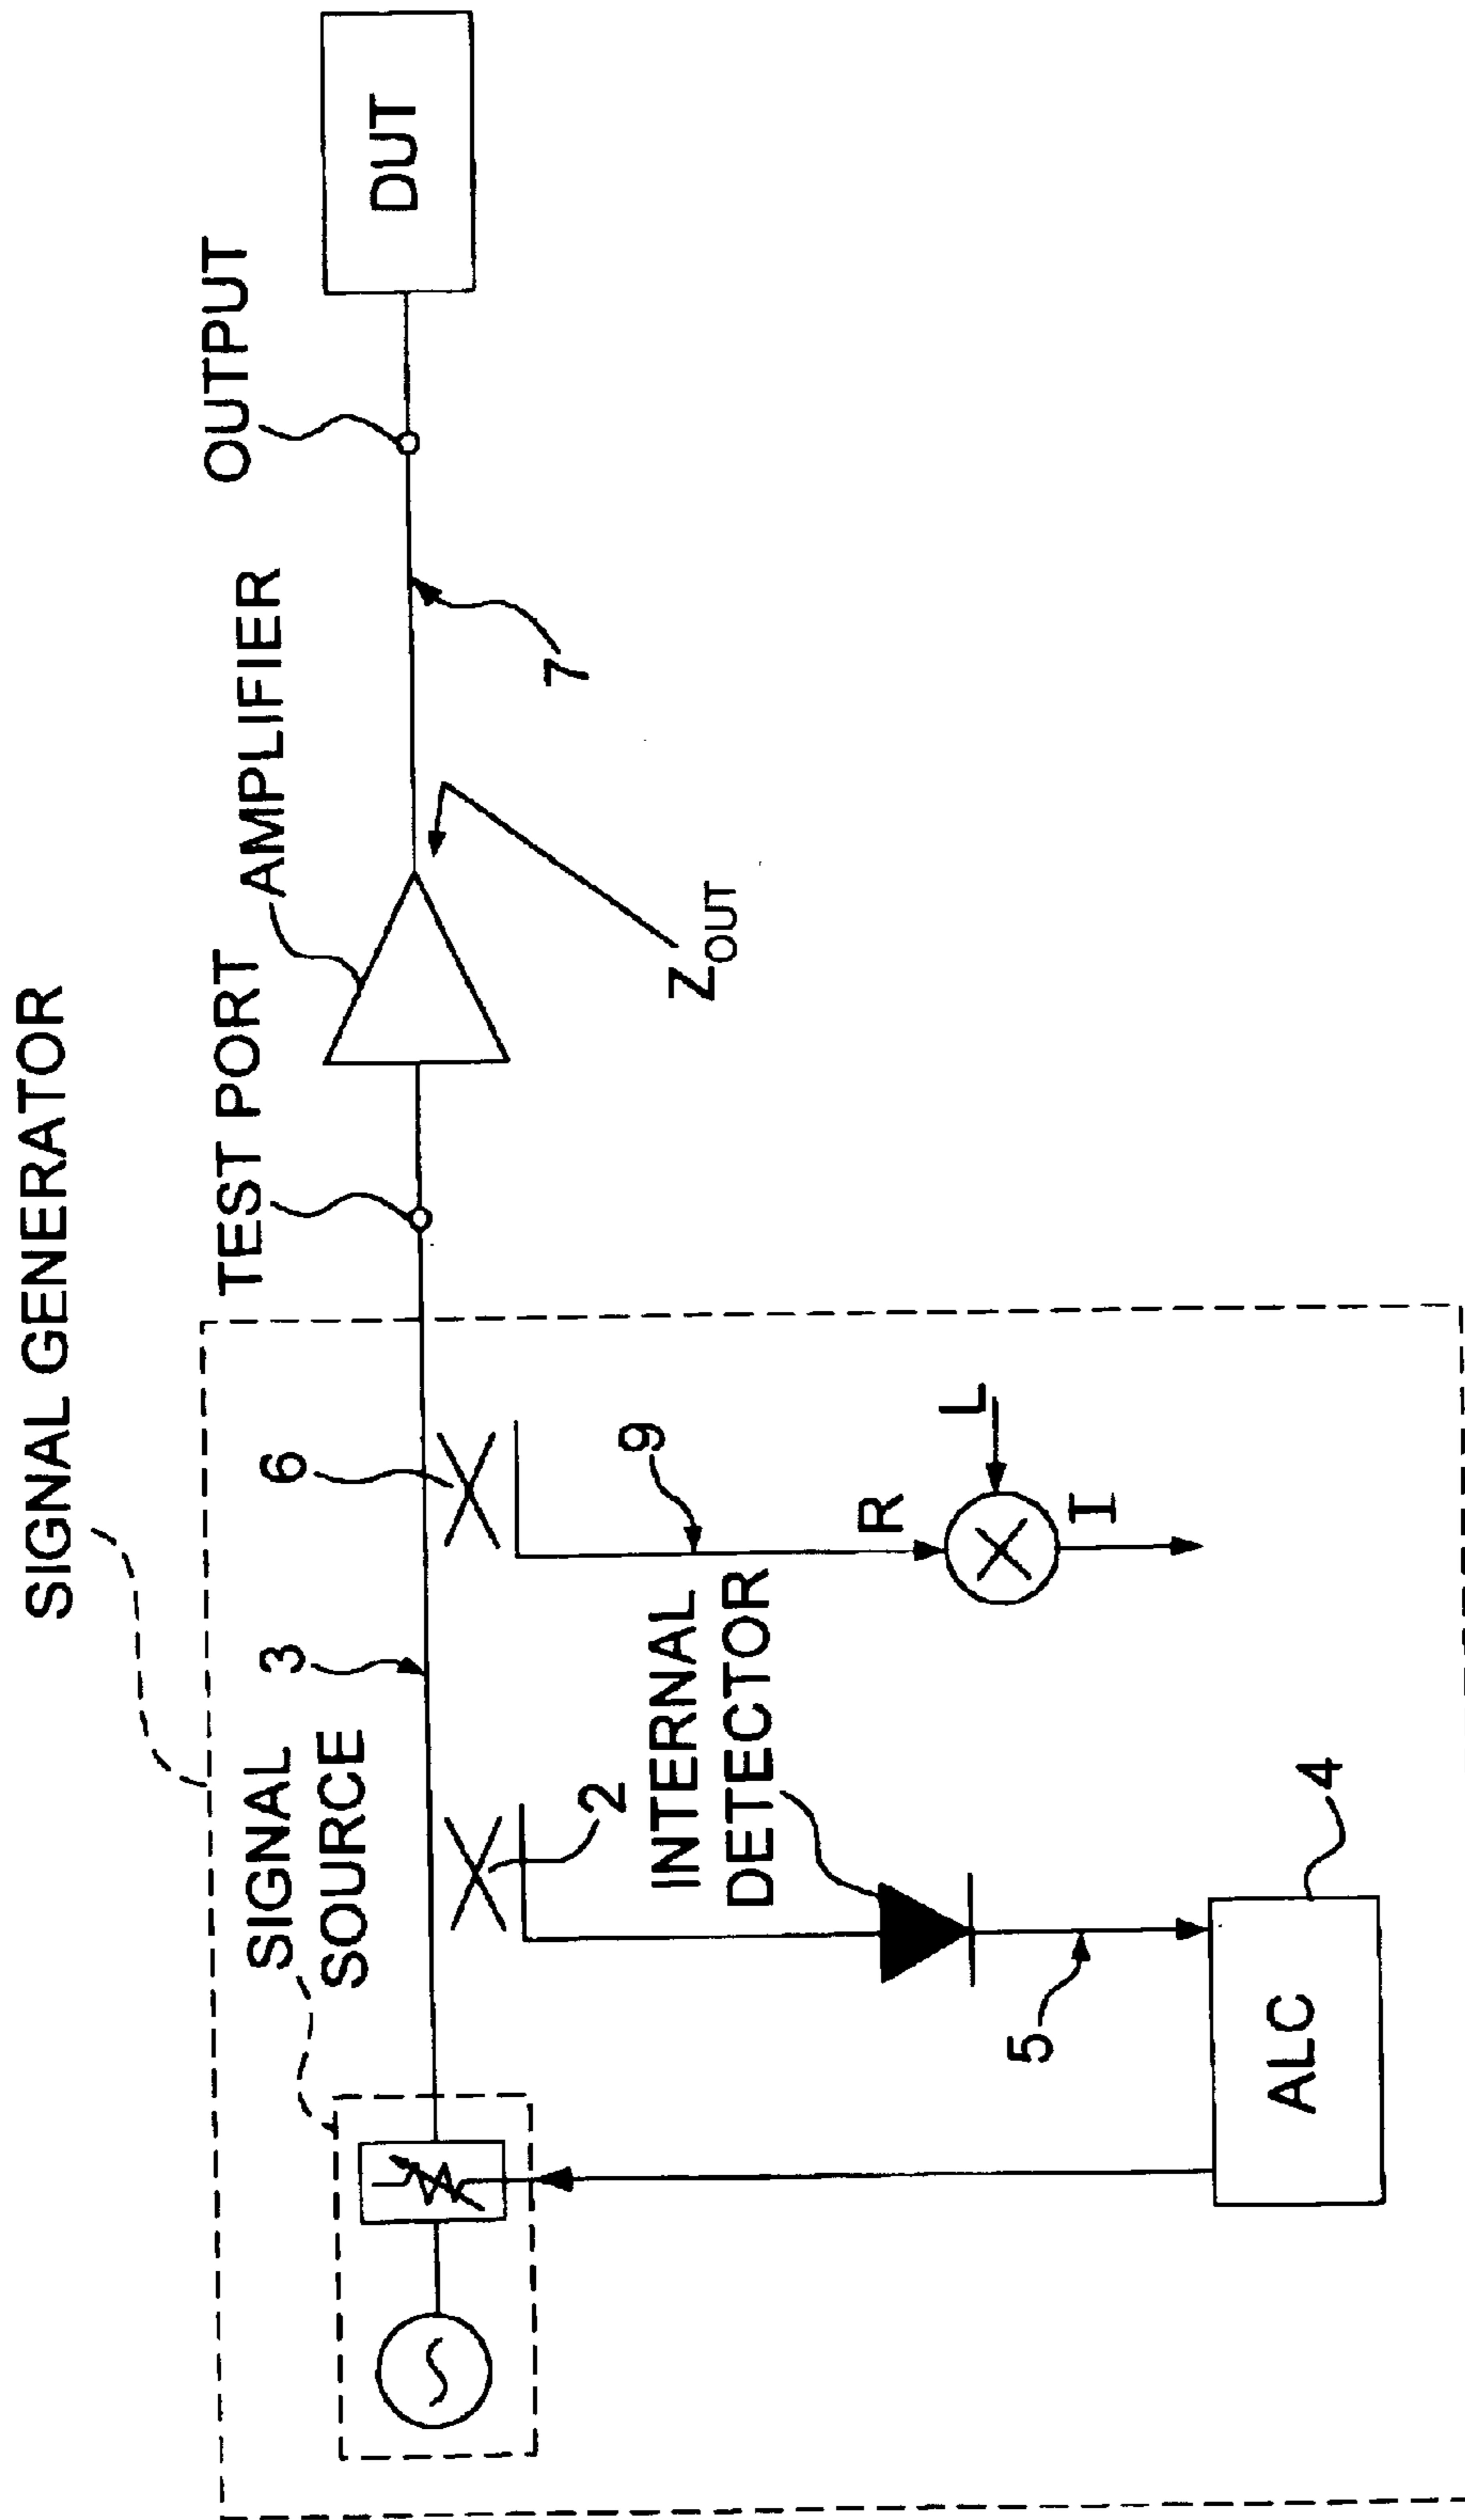 SIGNAL GENERATOR
SIGNAL
SOURCE
3
6
TEST PORT
AMPLIFIER
OUTPUT
DUT
7
Z_OUT
2
INTERNAL
DETECTOR
9
R
L
I
5
ALC
4